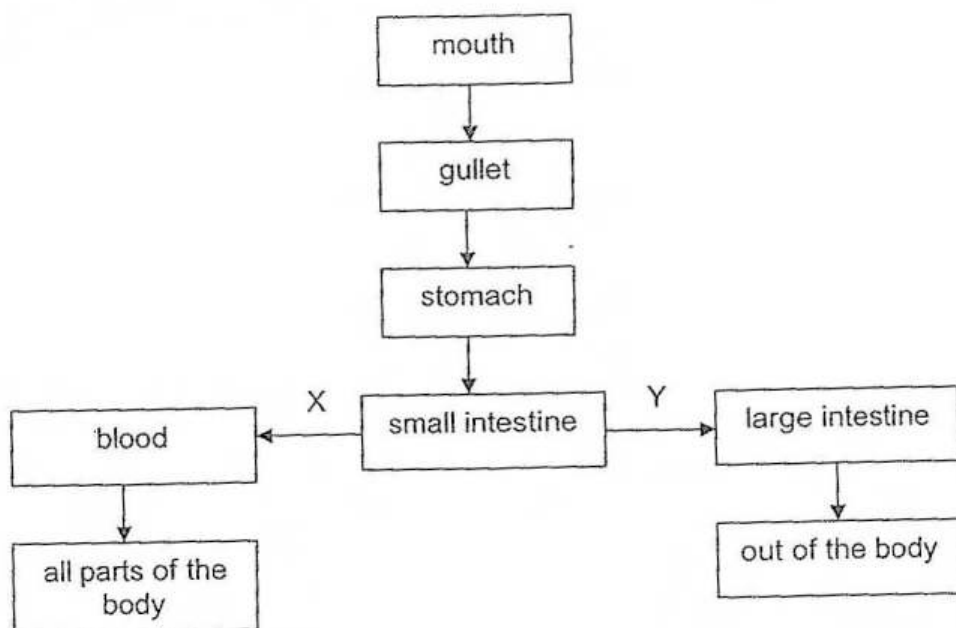 mouth
gullet
stomach
X
small intestine
Y
large intestine
blood
out of the body
all parts of the
body